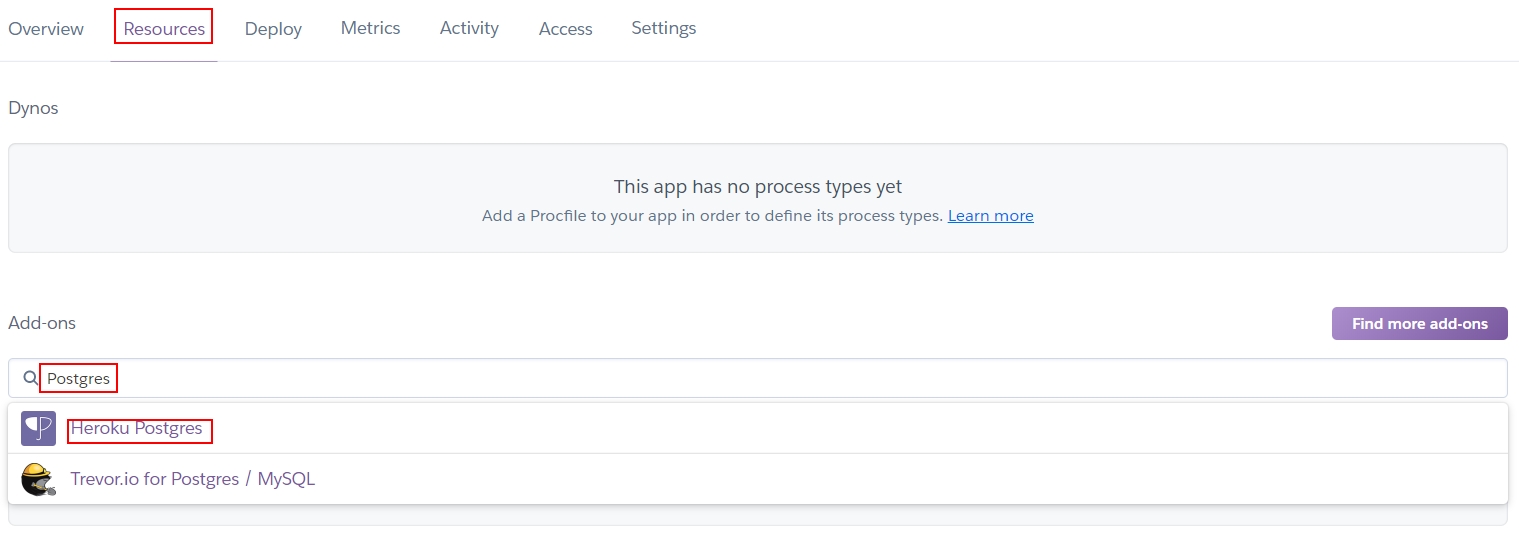 Overview Resources Deploy Metrics Activity Access Settings
Dynos
This app has no process types yet
Add a Procfile to your app in order to define its process types. Learn more
Add-ons
Find more add-ons
Postgres
Heroku Postgres
Trevor.io for Postgres / MySQL